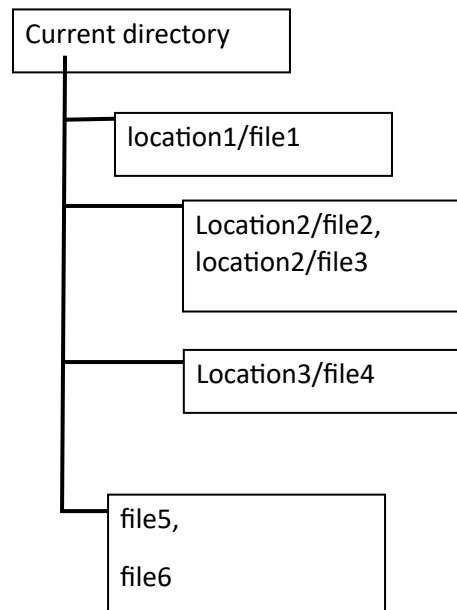 Current directory
location1/file1
Location2/file2,
location2/file3
Location3/file4
file5,
file6